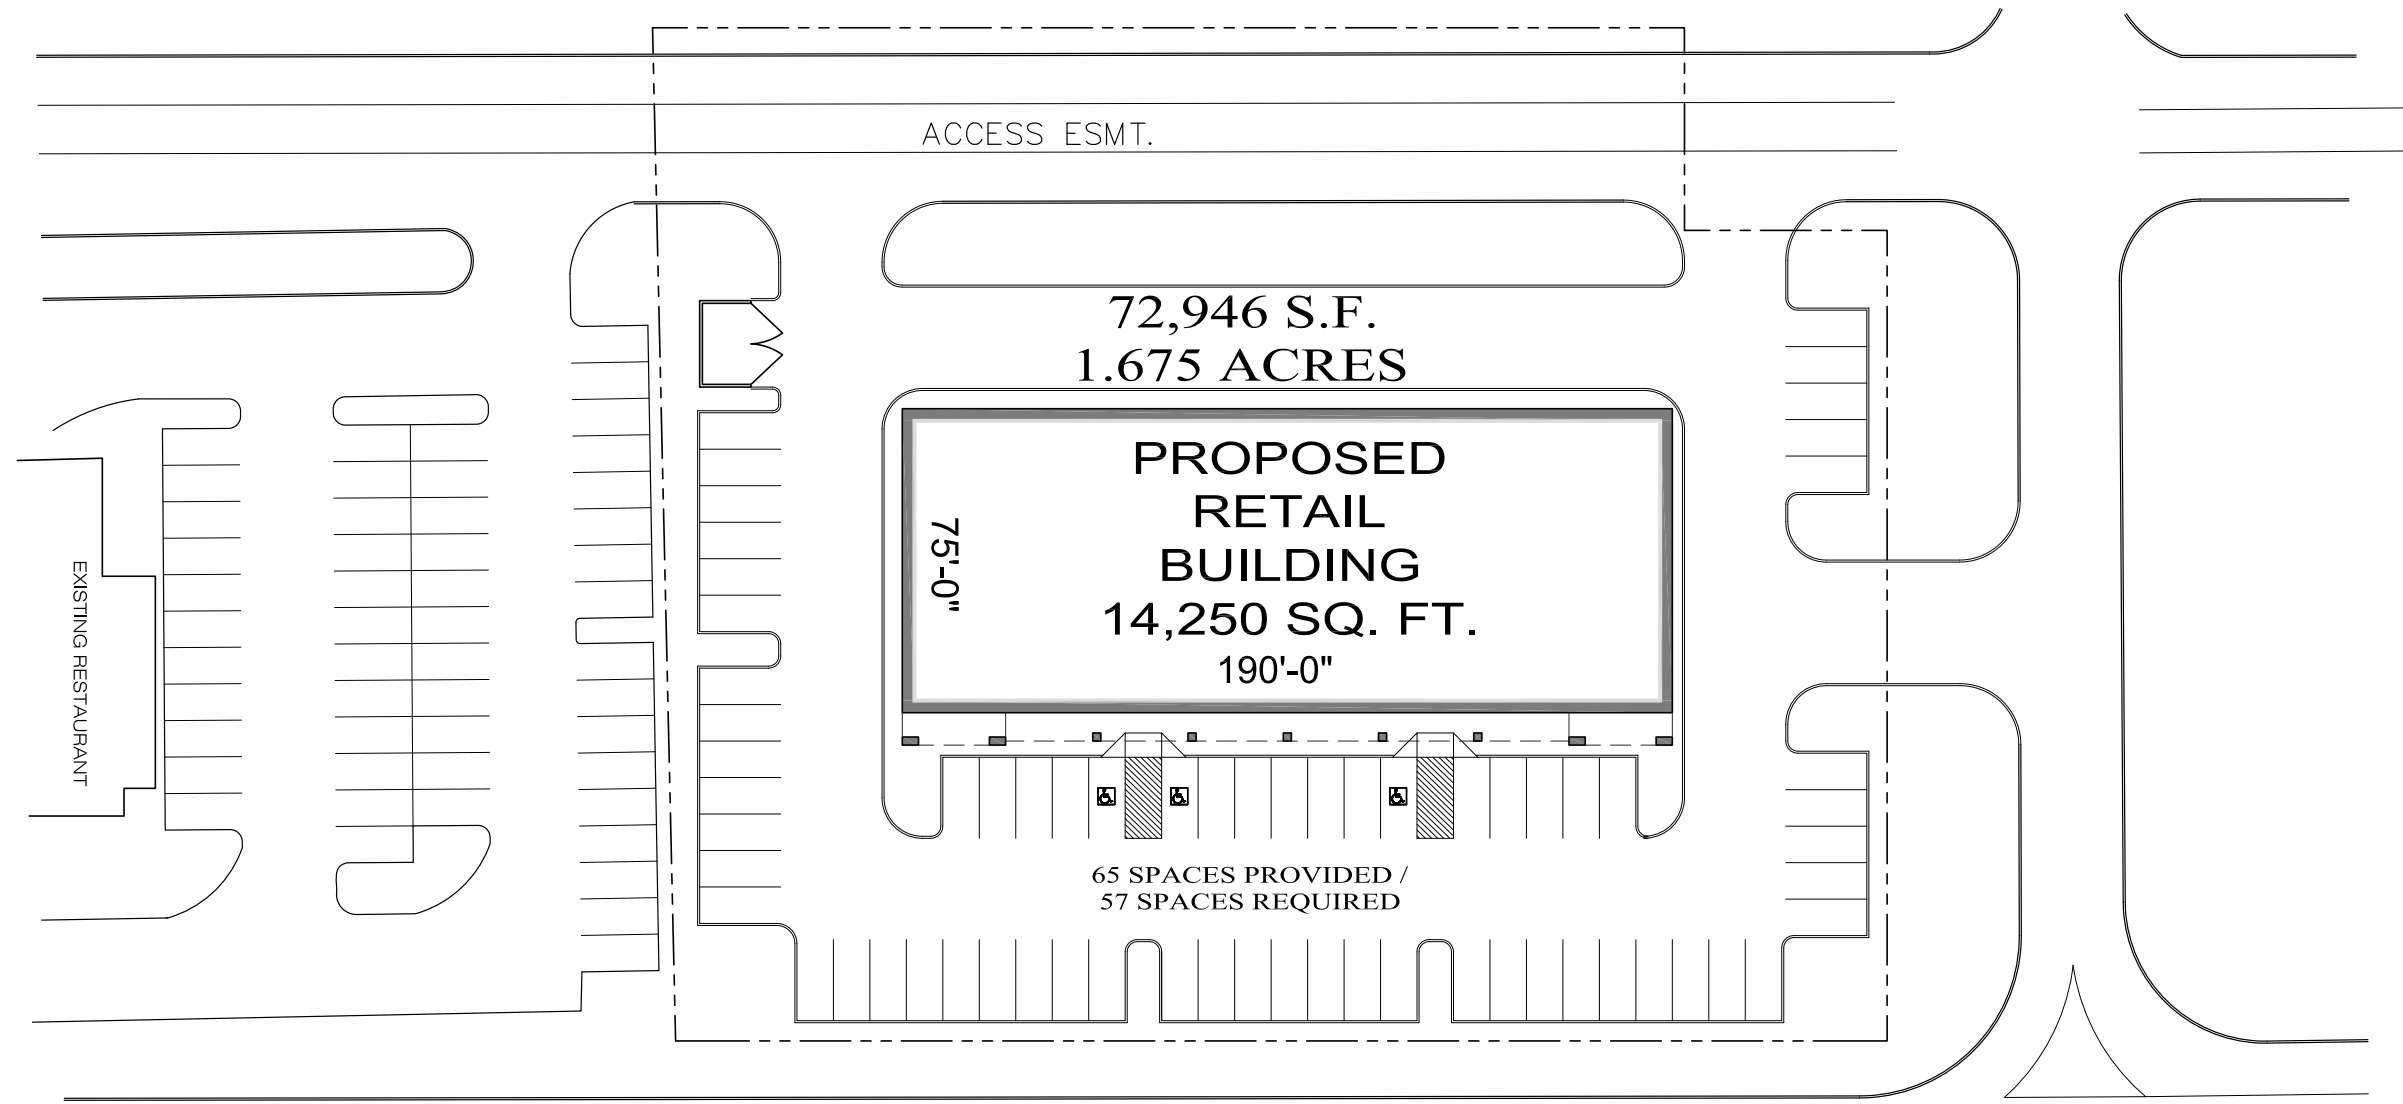 ACCESS ESMT.
72,946 S.F.
1.675 ACRES
PROPOSED
RETAIL
BUILDING
14,250 SQ. FT.
190'-0"
75'-0"
EXISTING RESTAURANT
65 SPACES PROVIDED /
57 SPACES REQUIRED